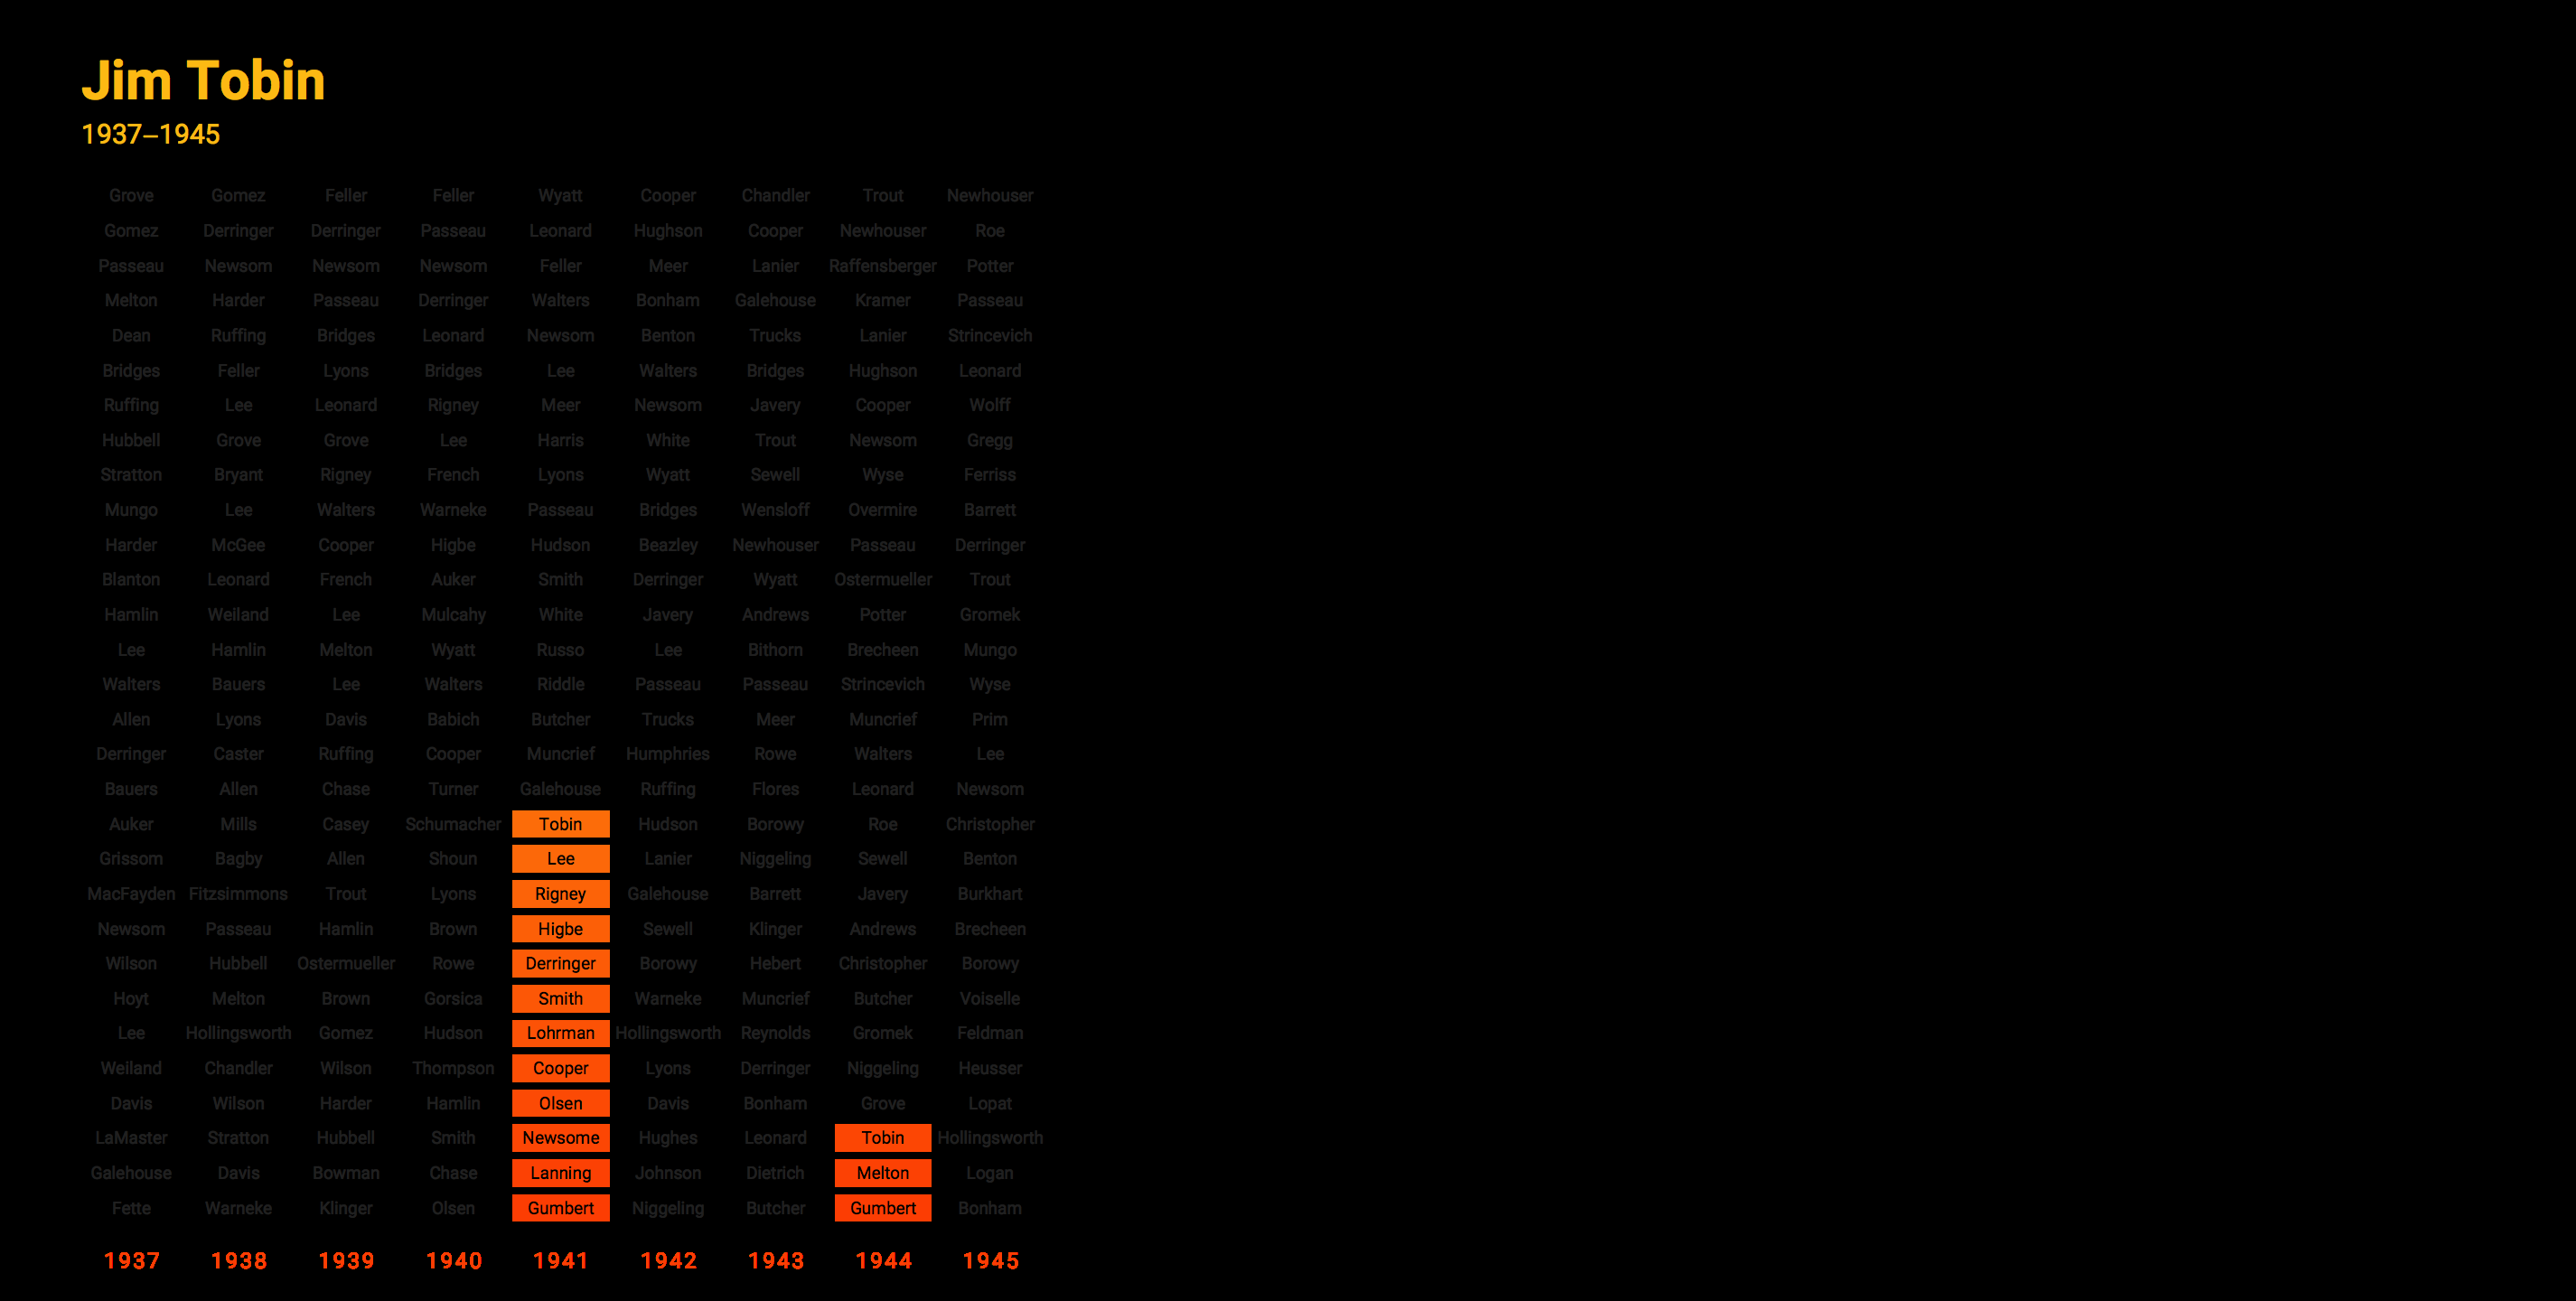 Jim Tobin
1937–1945
Grove Gomez Feller Feller Wyatt Cooper Chandler Trout Newhouser
Gomez Derringer Derringer Passeau Leonard Hughson Cooper Newhouser Roe
Passeau Newsom Newsom Newsom Feller Meer Lanier Raffensberger Potter
Melton Harder Passeau Derringer Walters Bonham Galehouse Kramer Passeau
Dean Ruffing Bridges Leonard Newsom Benton Trucks Lanier Strincevich
Bridges Feller Lyons Bridges Lee Walters Bridges Hughson Leonard
Ruffing Lee Leonard Rigney Meer Newsom Javery Cooper Wolff
Hubbell Grove Grove Lee Harris White Trout Newsom Gregg
Stratton Bryant Rigney French Lyons Wyatt Sewell Wyse Ferriss
Mungo Lee Walters Warneke Passeau Bridges Wensloff Overmire Barrett
Harder McGee Cooper Higbe Hudson Beazley Newhouser Passeau Derringer
Blanton Leonard French Auker Smith Derringer Wyatt Ostermueller Trout
Hamlin Weiland Lee Mulcahy White Javery Andrews Potter Gromek
Lee Hamlin Melton Wyatt Russo Lee Bithorn Brecheen Mungo
Walters Bauers Lee Walters Riddle Passeau Passeau Strincevich Wyse
Allen Lyons Davis Babich Butcher Trucks Meer Muncrief Prim
Derringer Caster Ruffing Cooper Muncrief Humphries Rowe Walters Lee
Bauers Allen Chase Turner Galehouse Ruffing Flores Leonard Newsom
Auker Mills Casey Schumacher Tobin Hudson Borowy Roe Christopher
Grissom Bagby Allen Shoun Lee Lanier Niggeling Sewell Benton
MacFayden Fitzsimmons Trout Lyons Rigney Galehouse Barrett Javery Burkhart
Newsom Passeau Hamlin Brown Higbe Sewell Klinger Andrews Brecheen
Wilson Hubbell Ostermueller Rowe Derringer Borowy Hebert Christopher Borowy
Hoyt Melton Brown Gorsica Smith Warneke Muncrief Butcher Voiselle
Lee Hollingsworth Gomez Hudson Lohrman Hollingsworth Reynolds Gromek Feldman
Weiland Chandler Wilson Thompson Cooper Lyons Derringer Niggeling Heusser
Davis Wilson Harder Hamlin Olsen Davis Bonham Grove Lopat
LaMaster Stratton Hubbell Smith Newsome Hughes Leonard Tobin Hollingsworth
Galehouse Davis Bowman Chase Lanning Johnson Dietrich Melton Logan
Fette Warneke Klinger Olsen Gumbert Niggeling Butcher Gumbert Bonham
1937 1938 1939 1940 1941 1942 1943 1944 1945